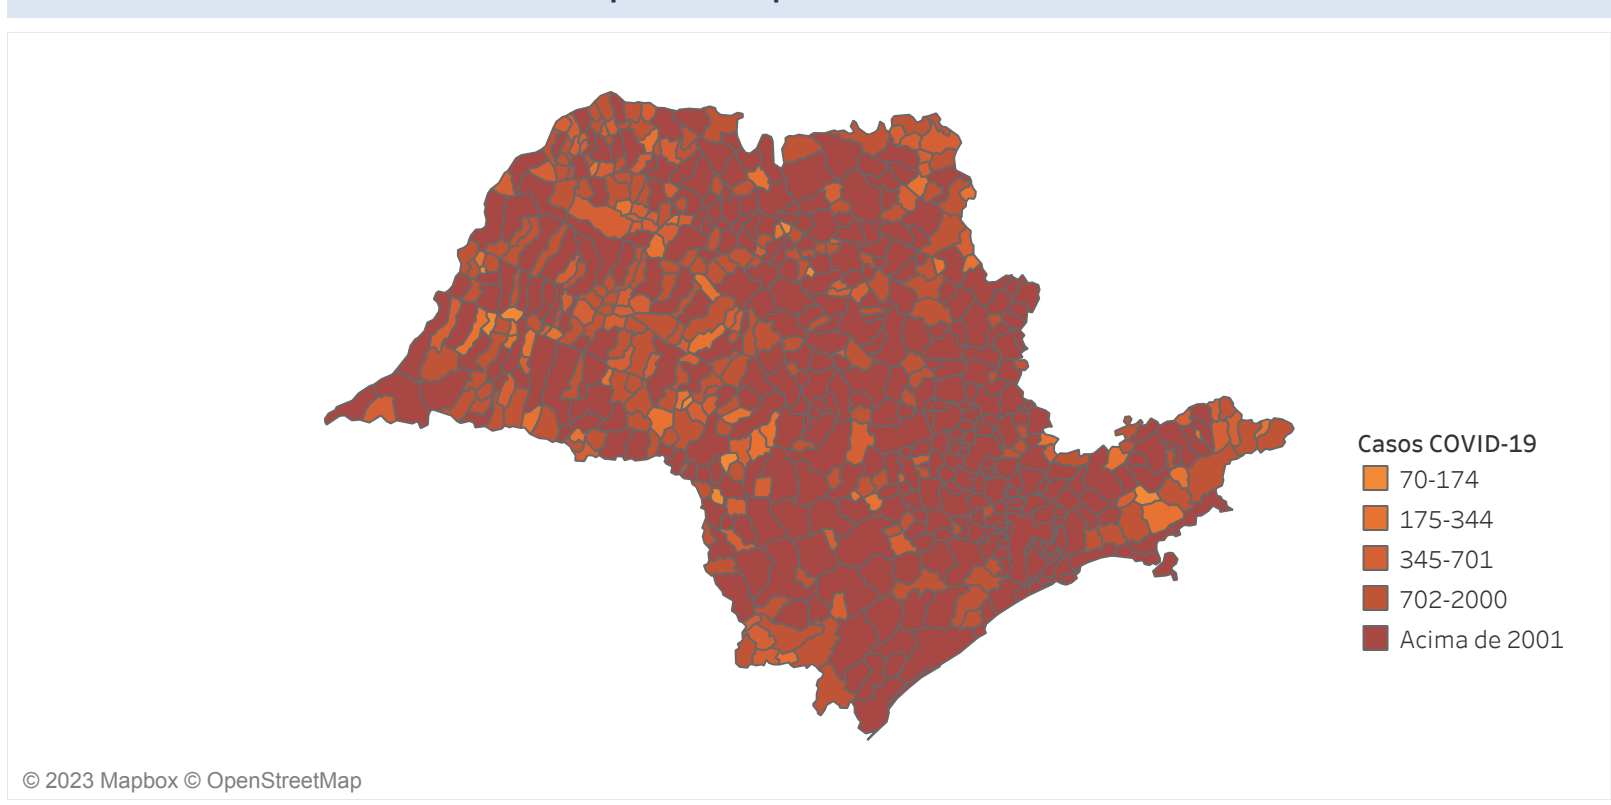 Casos COVID-19
70-174
175-344
345-701
702-2000
Acima de 2001
© 2023 Mapbox © OpenStreetMap